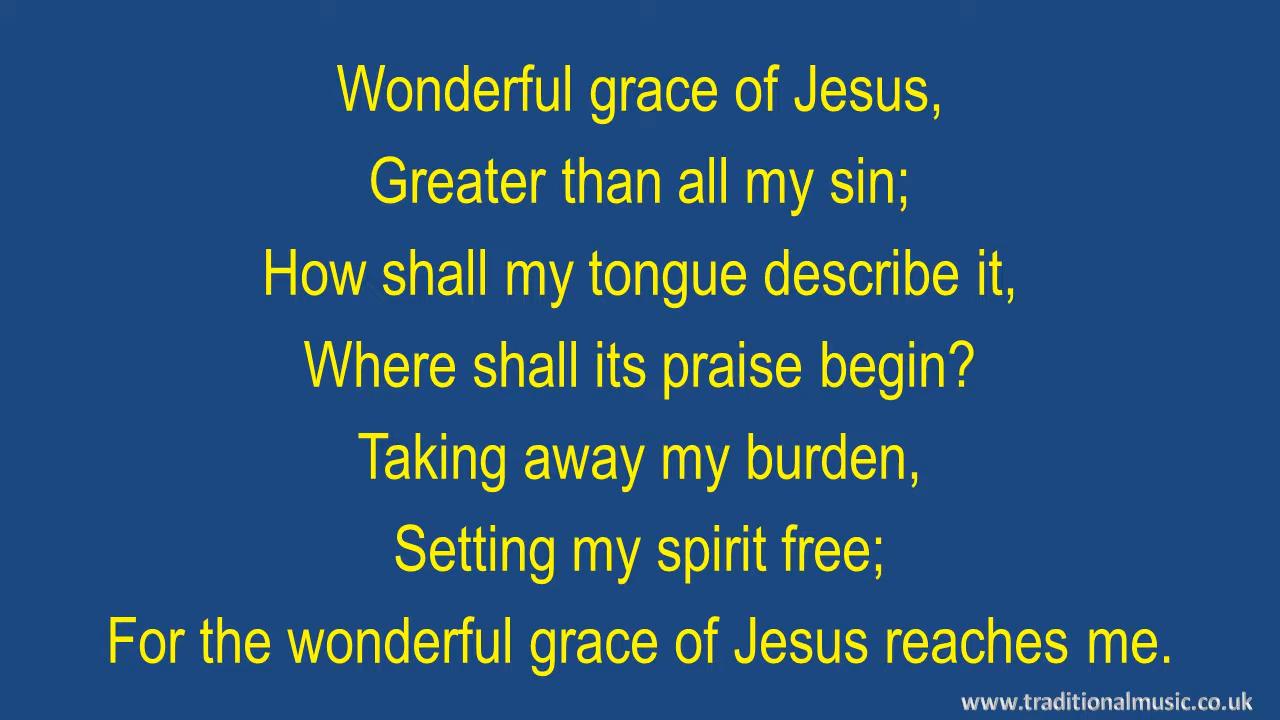 Wonderful grace of Jesus,
Greater than all my sin;
How shall my tongue describe it,
Where shall its praise begin?
Taking away my burden,
Setting my spirit free;
For the wonderful grace of Jesus reaches me.
www.traditionalmusic.co.uk